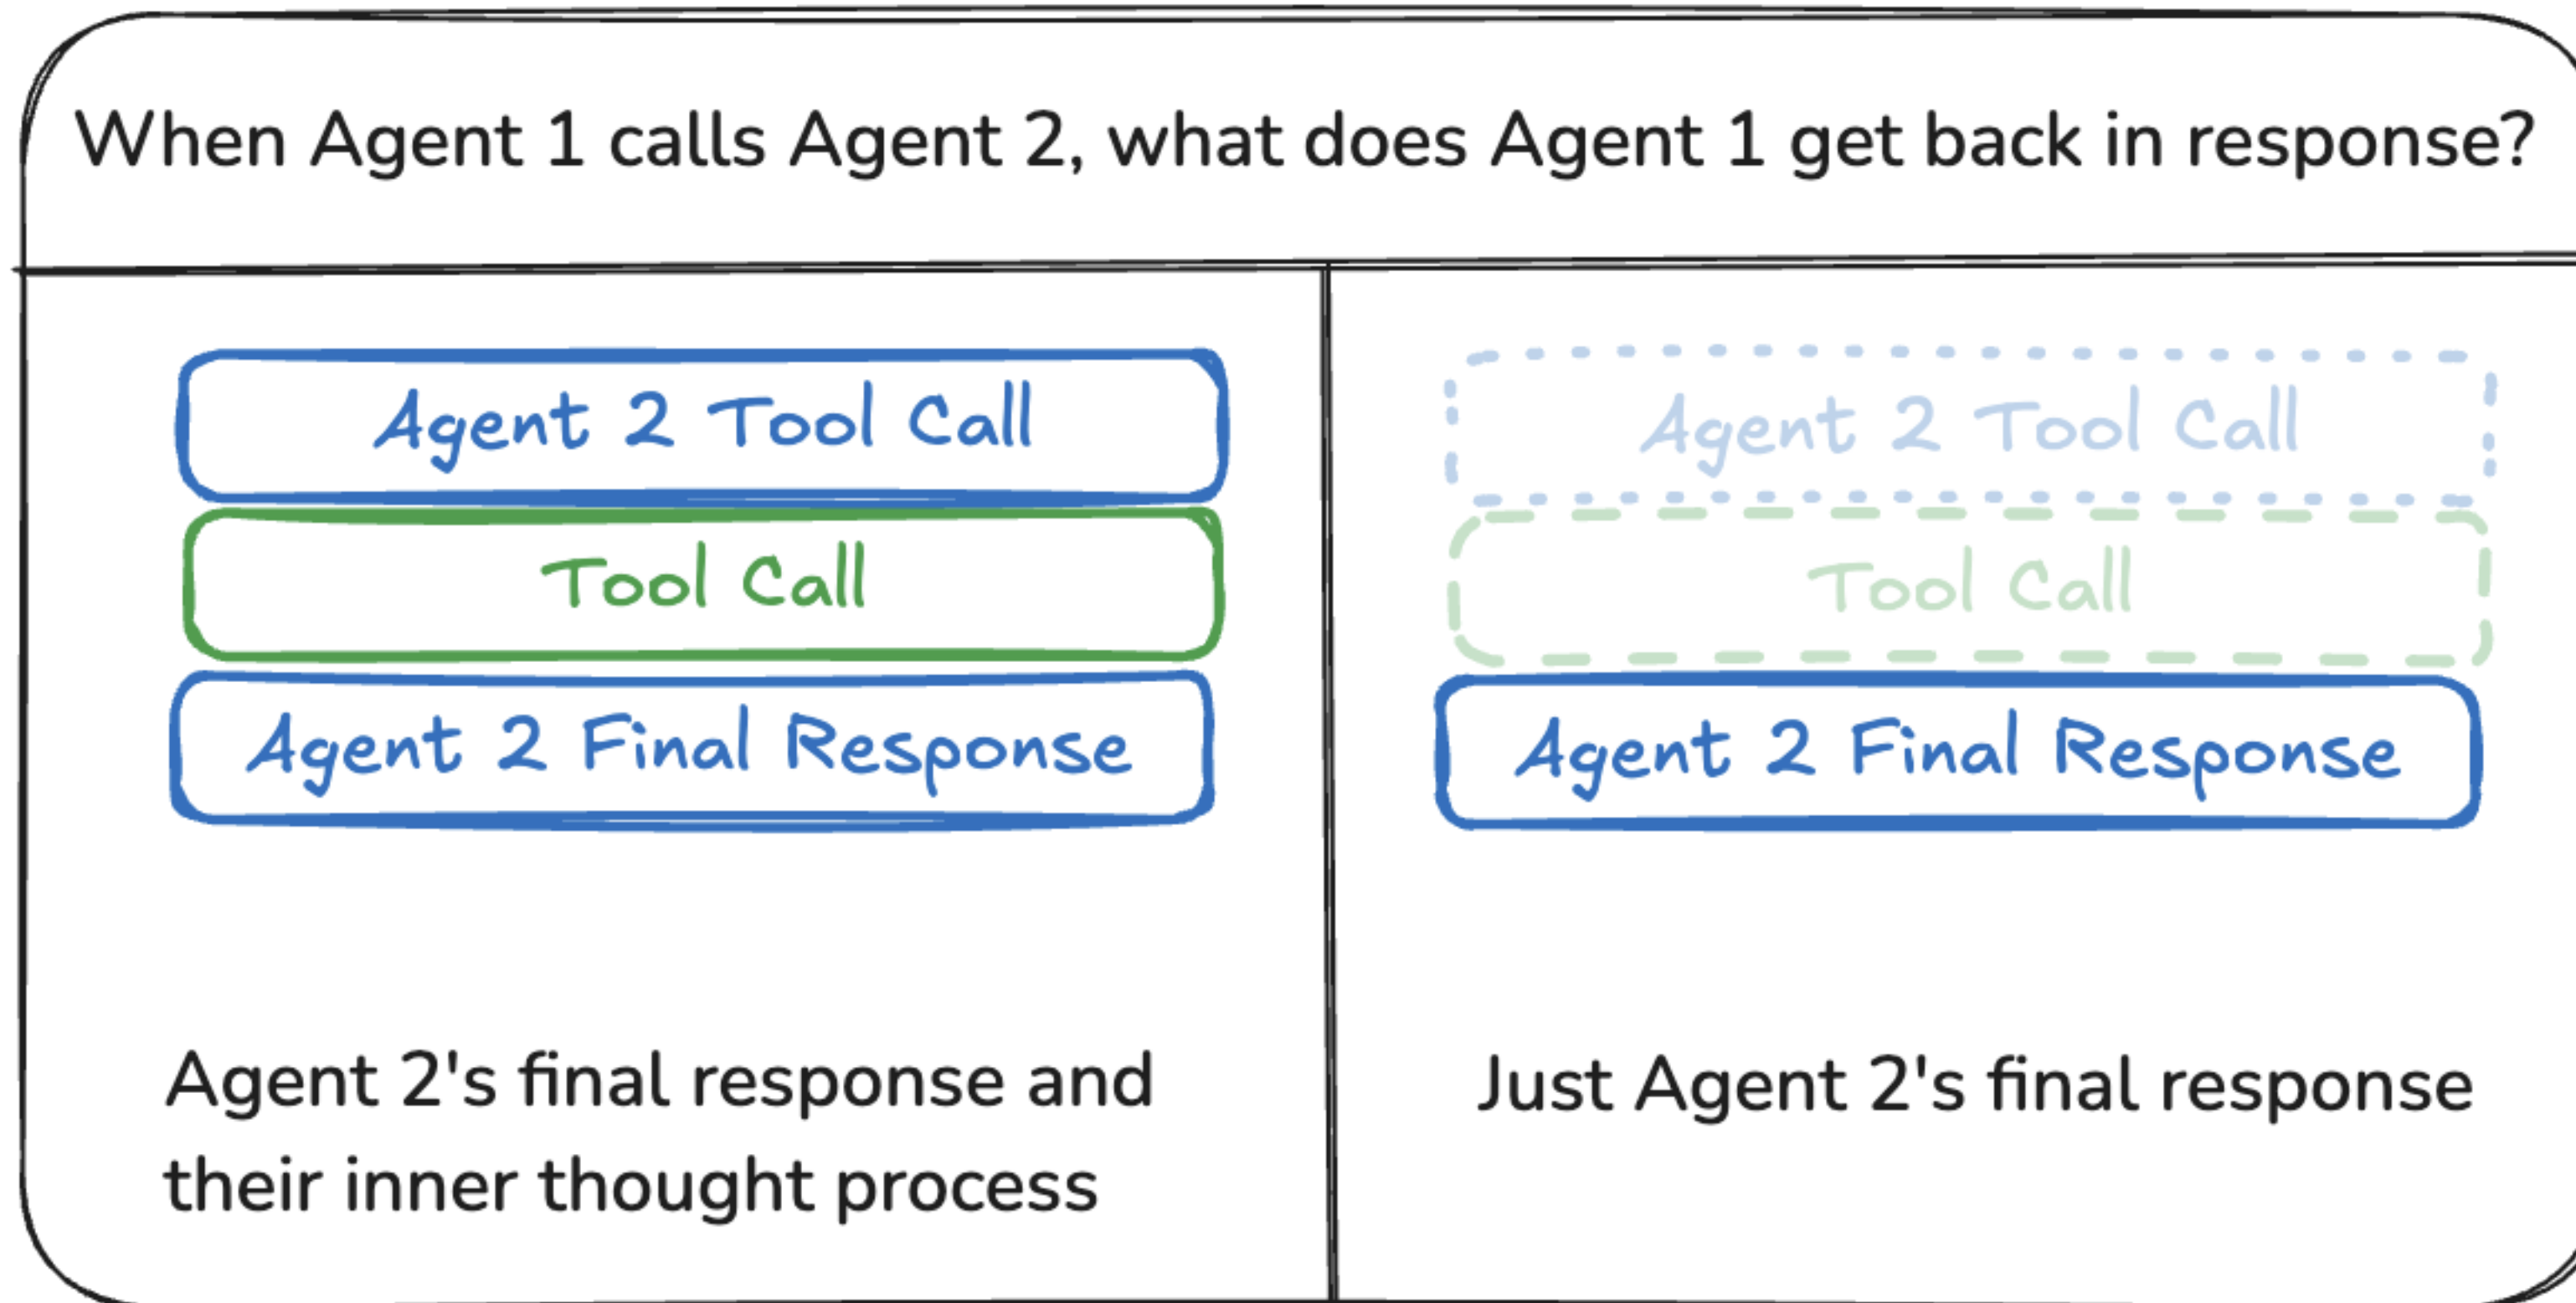 When Agent 1 calls Agent 2, what does Agent 1 get back in response?
Agent 2 Tool Call
Tool Call
Agent 2 Final Response
Agent 2's final response and
their inner thought process
Agent 2 Tool Call
Tool Call
Agent 2 Final Response
Just Agent 2's final response